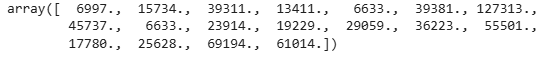 array([  6997.,  15734.,  39311.,  13411.,   6633.,  39381., 127313.,
        45737.,   6633.,  23914.,  19229.,  29059.,  36223.,  55501.,
        17780.,  25628.,  69194.,  61014.])